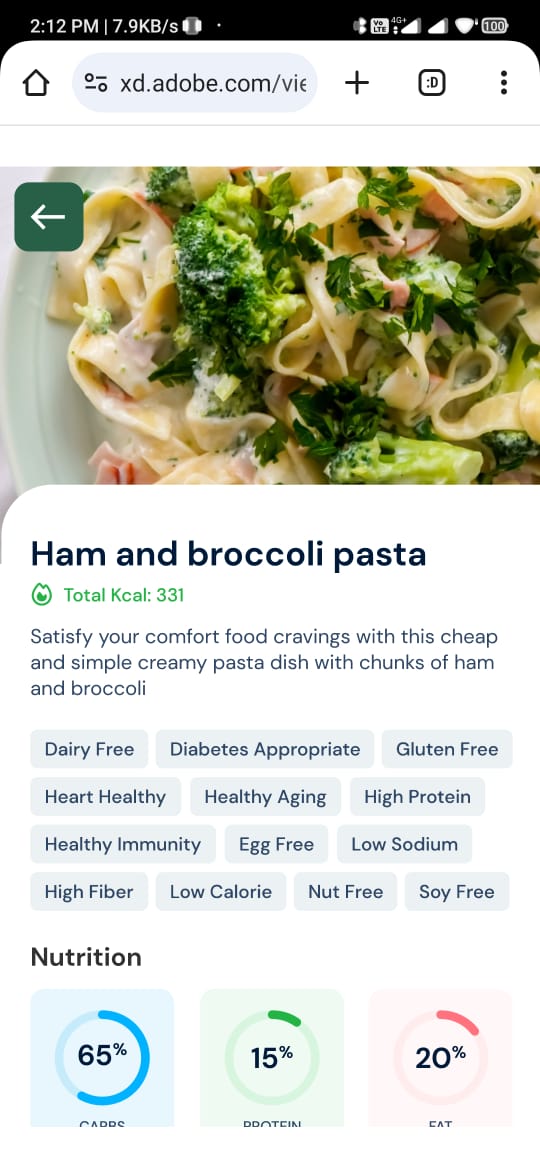 2:12 PM | 7.9KB/s
Vo LTE 4G+ 100
xd.adobe.com/vie
:D
Ham and broccoli pasta
Total Kcal: 331
Satisfy your comfort food cravings with this cheap
and simple creamy pasta dish with chunks of ham
and broccoli
Dairy Free Diabetes Appropriate Gluten Free
Heart Healthy Healthy Aging High Protein
Healthy Immunity Egg Free Low Sodium
High Fiber Low Calorie Nut Free Soy Free
Nutrition
65% 15% 20%
CARBS PROTEIN FAT